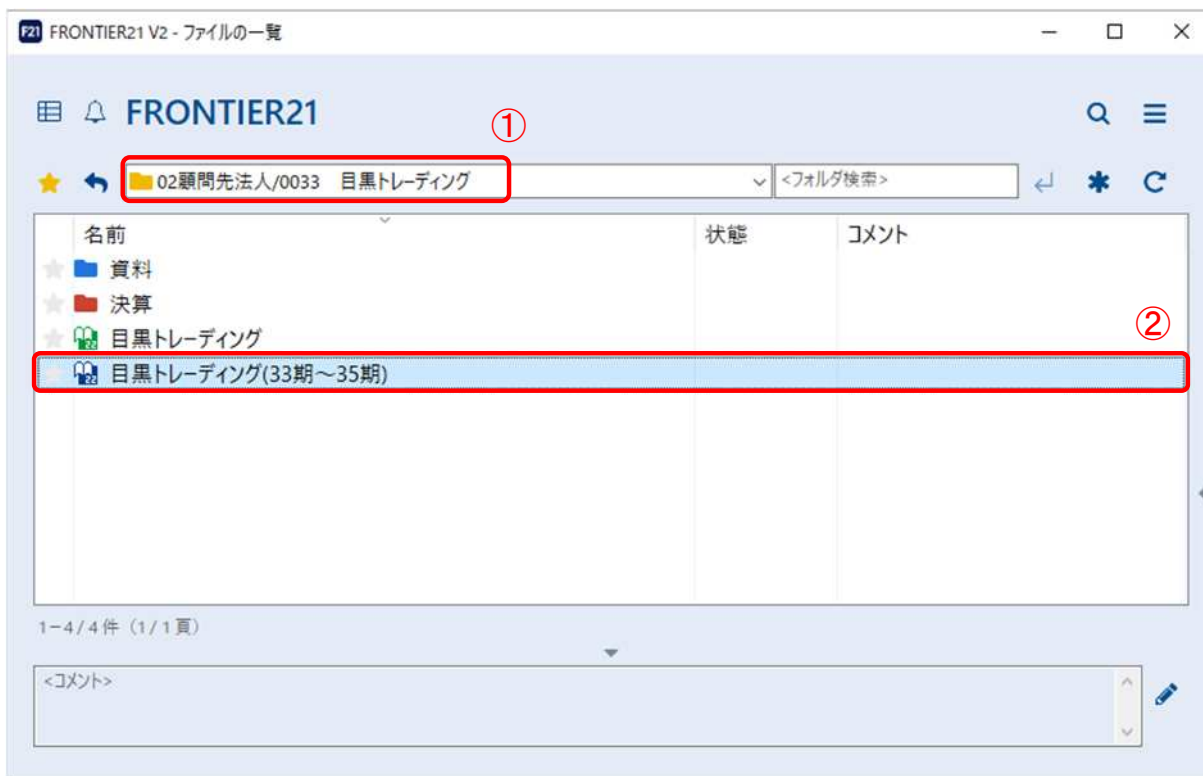 F21 FRONTIER21 V2 - ファイルの一覧
FRONTIER21
①
02顧問先法人/0033　目黒トレーディング
<フォルダ検索>
名前 状態 コメント
資料
決算
目黒トレーディング
②
目黒トレーディング(33期～35期)
1－4/4件（1/1頁）
<コメント>